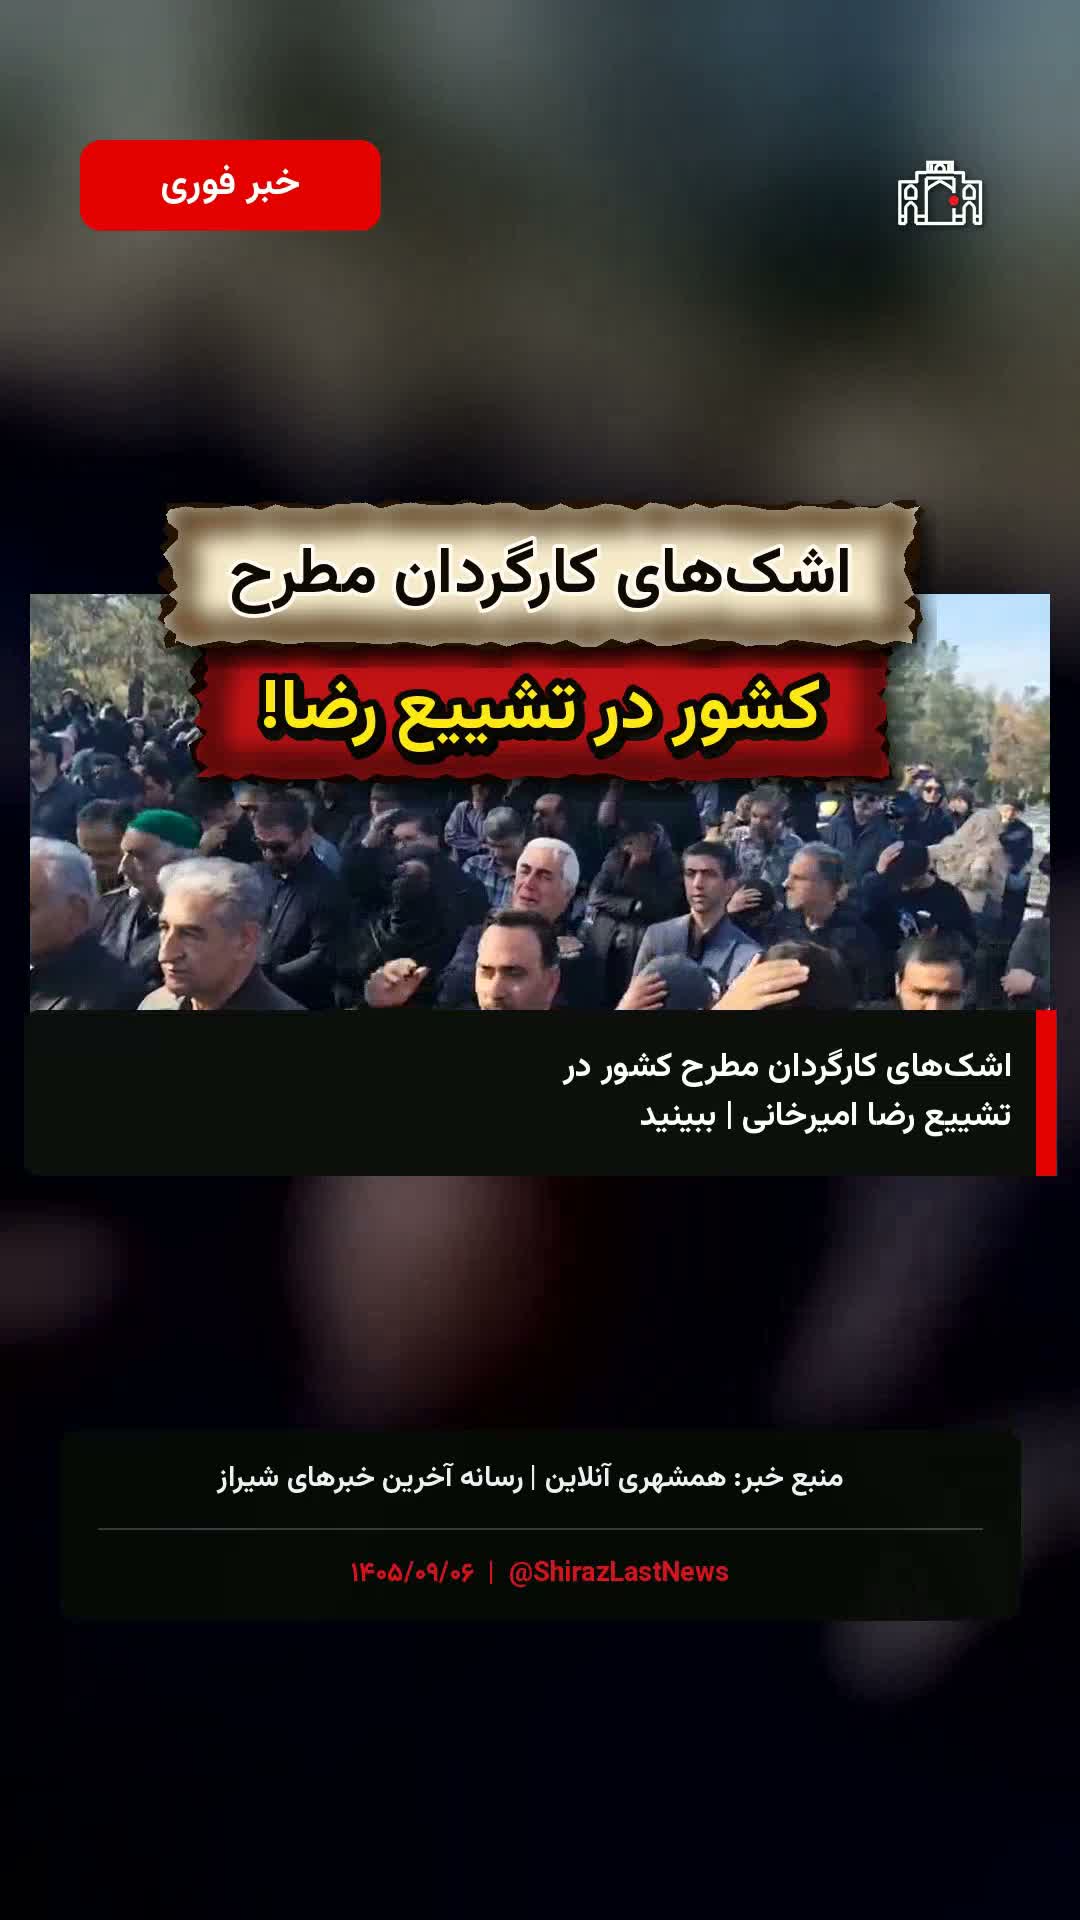 خبر فوری
اشک‌های کارگردان مطرح
کشور در تشییع رضا!
اشک‌های کارگردان مطرح کشور در
تشییع رضا امیرخانی | ببینید
منبع خبر: همشهری آنلاین | رسانه آخرین خبرهای شیراز
۱۴۰۵/۰۹/۰۶ | @ShirazLastNews